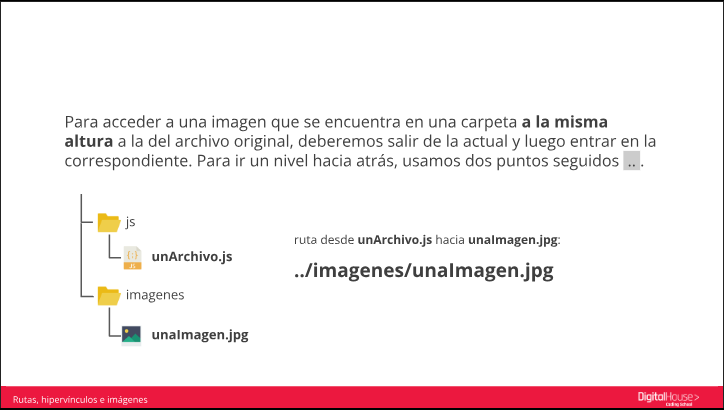 Para acceder a una imagen que se encuentra en una carpeta a la misma
altura a la del archivo original, deberemos salir de la actual y luego entrar en la
correspondiente. Para ir un nivel hacia atrás, usamos dos puntos seguidos .. .
js
{;}
JS
unArchivo.js
imagenes
unaImagen.jpg
ruta desde unArchivo.js hacia unaImagen.jpg:
../imagenes/unaImagen.jpg
Rutas, hipervínculos e imágenes
DigitalHouse>
Coding School